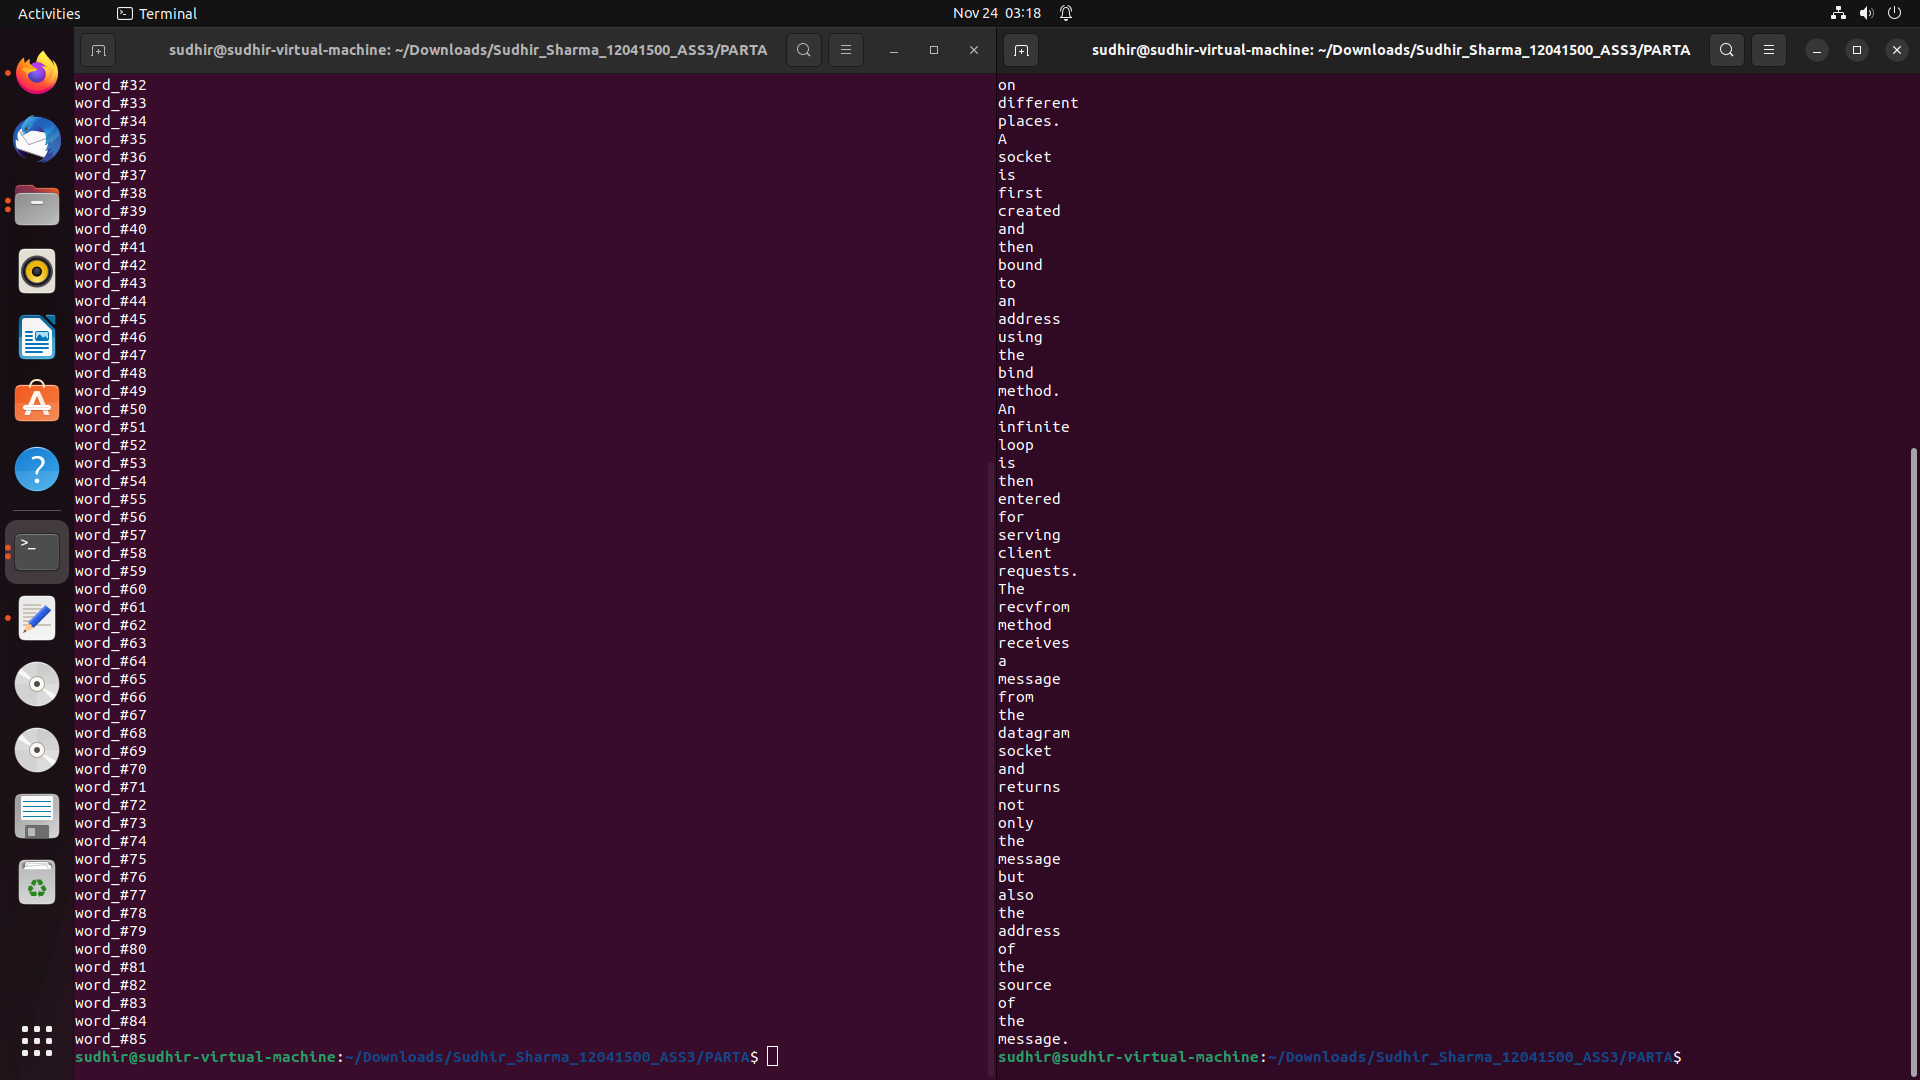 Activities
Terminal
Nov 24 03:18
sudhir@sudhir-virtual-machine: ~/Downloads/Sudhir_Sharma_12041500_ASS3/PARTA
word_#32
word_#33
word_#34
word_#35
word_#36
word_#37
word_#38
word_#39
word_#40
word_#41
word_#42
word_#43
word_#44
word_#45
word_#46
word_#47
word_#48
word_#49
word_#50
word_#51
word_#52
word_#53
word_#54
word_#55
word_#56
word_#57
word_#58
word_#59
word_#60
word_#61
word_#62
word_#63
word_#64
word_#65
word_#66
word_#67
word_#68
word_#69
word_#70
word_#71
word_#72
word_#73
word_#74
word_#75
word_#76
word_#77
word_#78
word_#79
word_#80
word_#81
word_#82
word_#83
word_#84
word_#85
sudhir@sudhir-virtual-machine:~/Downloads/Sudhir_Sharma_12041500_ASS3/PARTA$
sudhir@sudhir-virtual-machine: ~/Downloads/Sudhir_Sharma_12041500_ASS3/PARTA
on
different
places.
A
socket
is
first
created
and
then
bound
to
an
address
using
the
bind
method.
An
infinite
loop
is
then
entered
for
serving
client
requests.
The
recvfrom
method
receives
a
message
from
the
datagram
socket
and
returns
not
only
the
message
but
also
the
address
of
the
source
of
the
message.
sudhir@sudhir-virtual-machine:~/Downloads/Sudhir_Sharma_12041500_ASS3/PARTA$